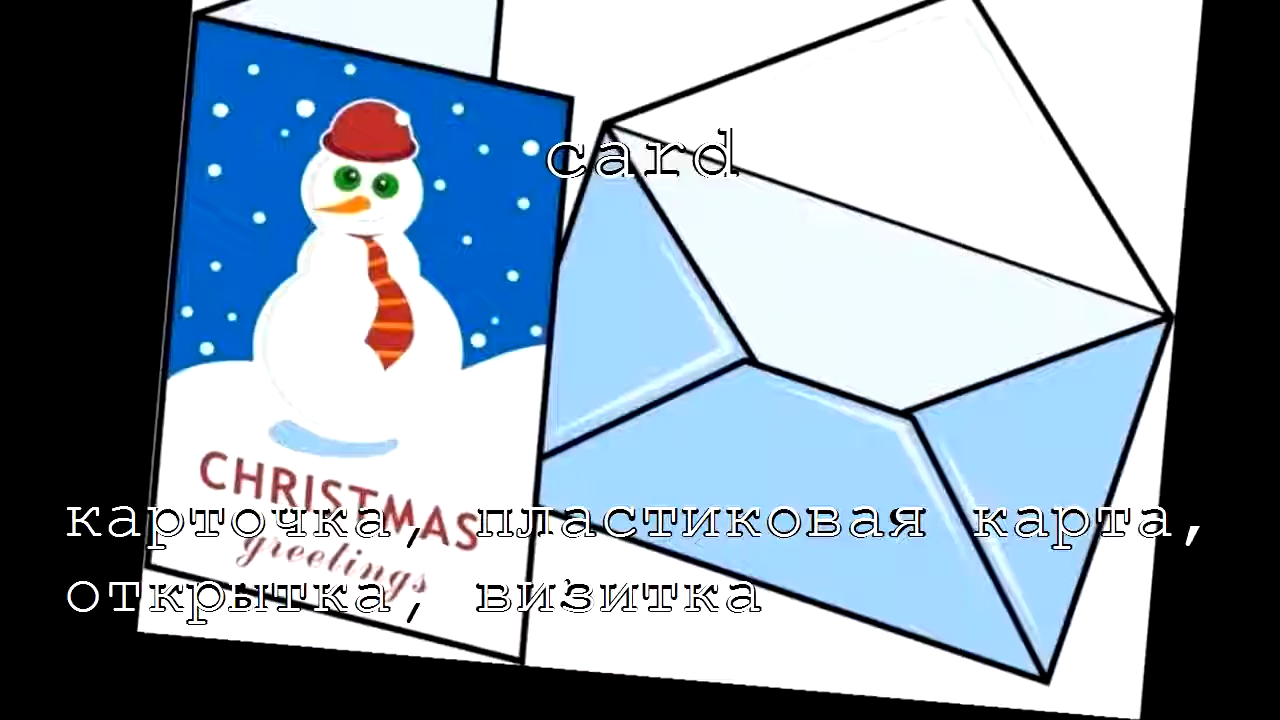 card
CHRISTMAS
greetings
карточка, пластиковая карта,
открытка, визитка